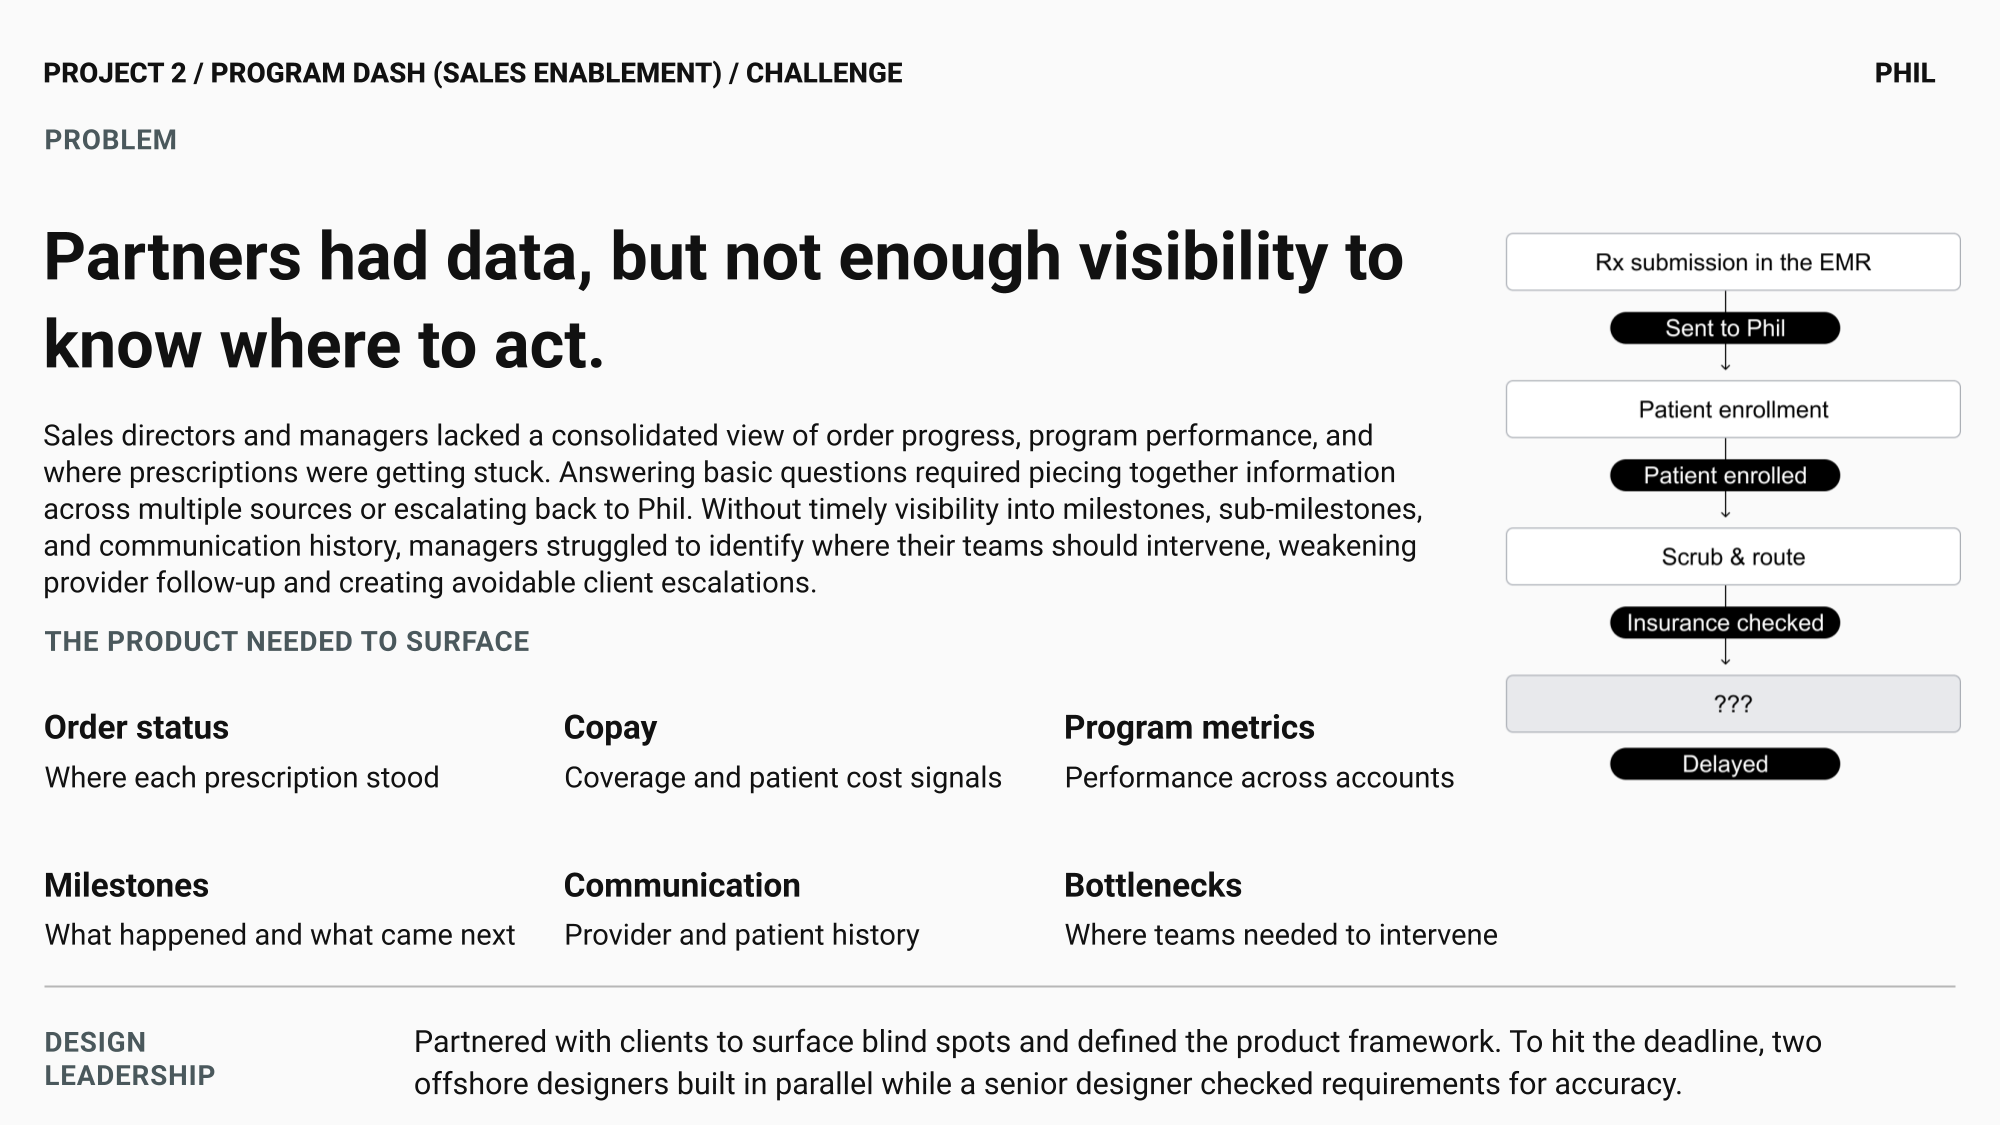 PROJECT 2 / PROGRAM DASH (SALES ENABLEMENT) / CHALLENGE
PHIL
PROBLEM
Partners had data, but not enough visibility to
know where to act.
Sales directors and managers lacked a consolidated view of order progress, program performance, and
where prescriptions were getting stuck. Answering basic questions required piecing together information
across multiple sources or escalating back to Phil. Without timely visibility into milestones, sub-milestones,
and communication history, managers struggled to identify where their teams should intervene, weakening
provider follow-up and creating avoidable client escalations.
THE PRODUCT NEEDED TO SURFACE
Order status
Where each prescription stood
Copay
Coverage and patient cost signals
Program metrics
Performance across accounts
Milestones
What happened and what came next
Communication
Provider and patient history
Bottlenecks
Where teams needed to intervene
Rx submission in the EMR
Sent to Phil
Patient enrollment
Patient enrolled
Scrub & route
Insurance checked
???
Delayed
DESIGN
LEADERSHIP
Partnered with clients to surface blind spots and defined the product framework. To hit the deadline, two
offshore designers built in parallel while a senior designer checked requirements for accuracy.